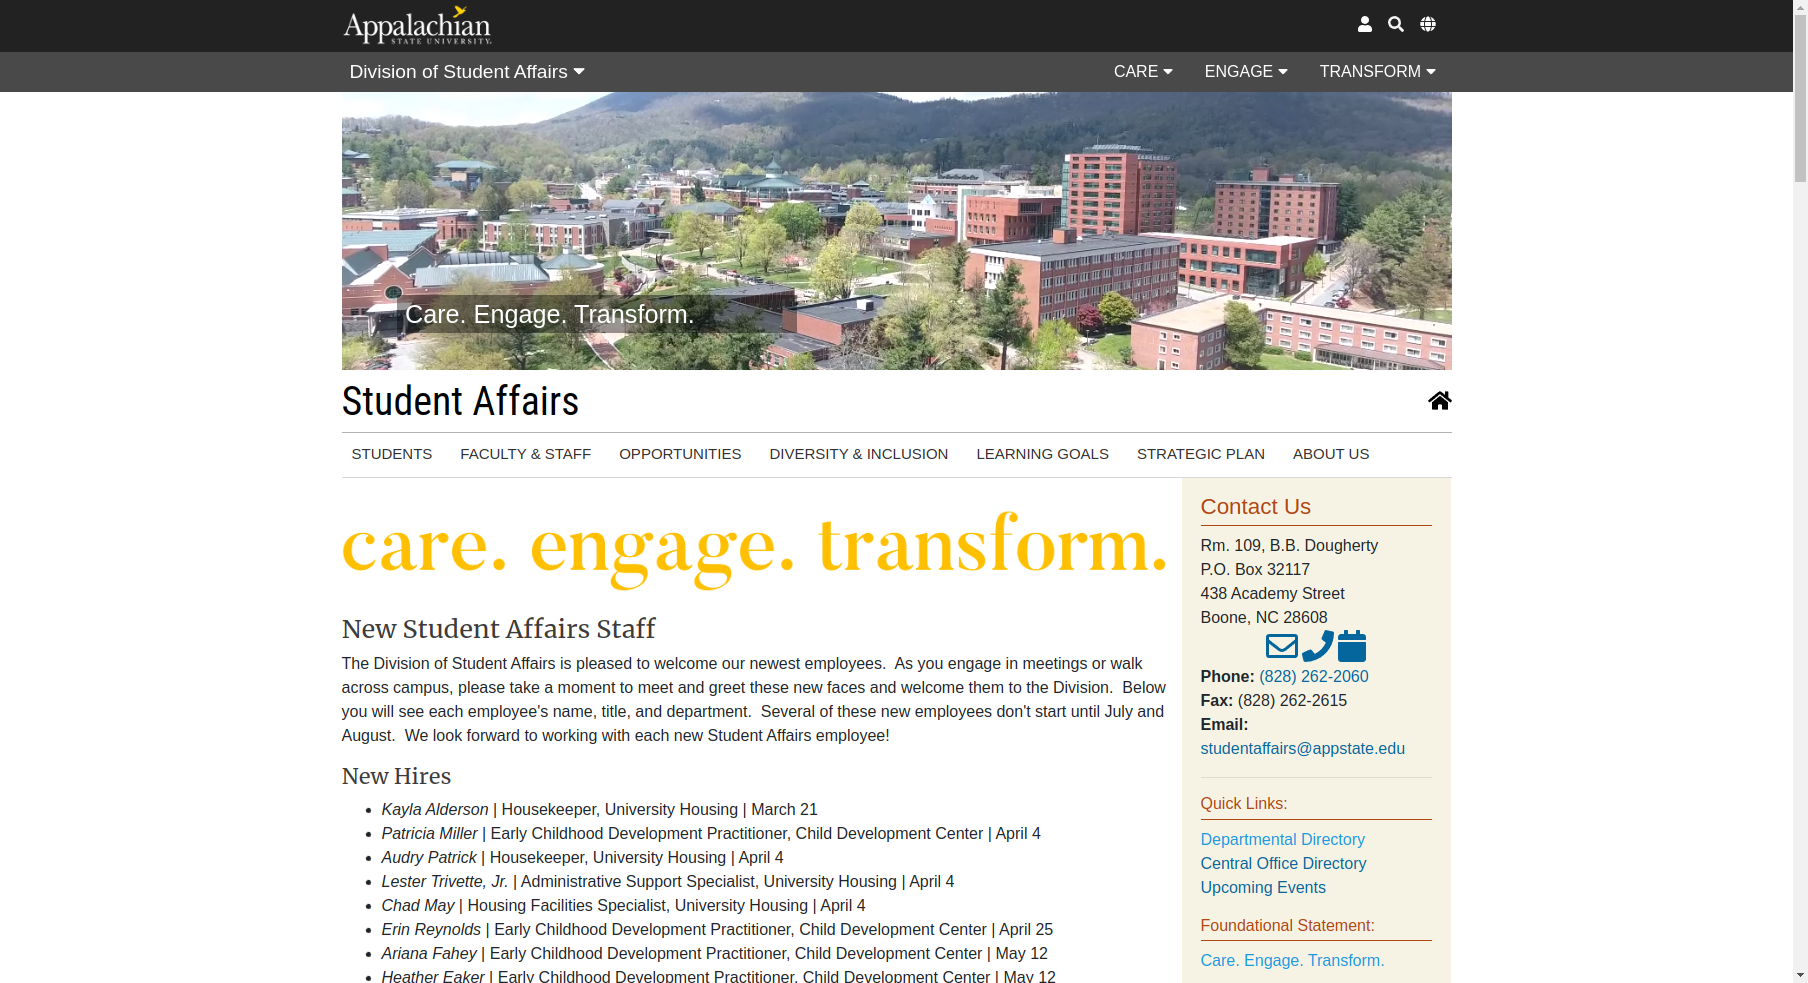 Appalachian
STATE UNIVERSITY.
Division of Student Affairs
CARE
ENGAGE
TRANSFORM
Care. Engage. Transform.
Student Affairs
STUDENTS
FACULTY & STAFF
OPPORTUNITIES
DIVERSITY & INCLUSION
LEARNING GOALS
STRATEGIC PLAN
ABOUT US
care. engage. transform.
New Student Affairs Staff
The Division of Student Affairs is pleased to welcome our newest employees.  As you engage in meetings or walk
across campus, please take a moment to meet and greet these new faces and welcome them to the Division.  Below
you will see each employee's name, title, and department.  Several of these new employees don't start until July and
August.  We look forward to working with each new Student Affairs employee!
New Hires
Kayla Alderson | Housekeeper, University Housing | March 21
Patricia Miller | Early Childhood Development Practitioner, Child Development Center | April 4
Audry Patrick | Housekeeper, University Housing | April 4
Lester Trivette, Jr. | Administrative Support Specialist, University Housing | April 4
Chad May | Housing Facilities Specialist, University Housing | April 4
Erin Reynolds | Early Childhood Development Practitioner, Child Development Center | April 25
Ariana Fahey | Early Childhood Development Practitioner, Child Development Center | May 12
Heather Eaker | Early Childhood Development Practitioner, Child Development Center | May 12
Contact Us
Rm. 109, B.B. Dougherty
P.O. Box 32117
438 Academy Street
Boone, NC 28608
Phone: (828) 262-2060
Fax: (828) 262-2615
Email:
studentaffairs@appstate.edu
Quick Links:
Departmental Directory
Central Office Directory
Upcoming Events
Foundational Statement:
Care. Engage. Transform.